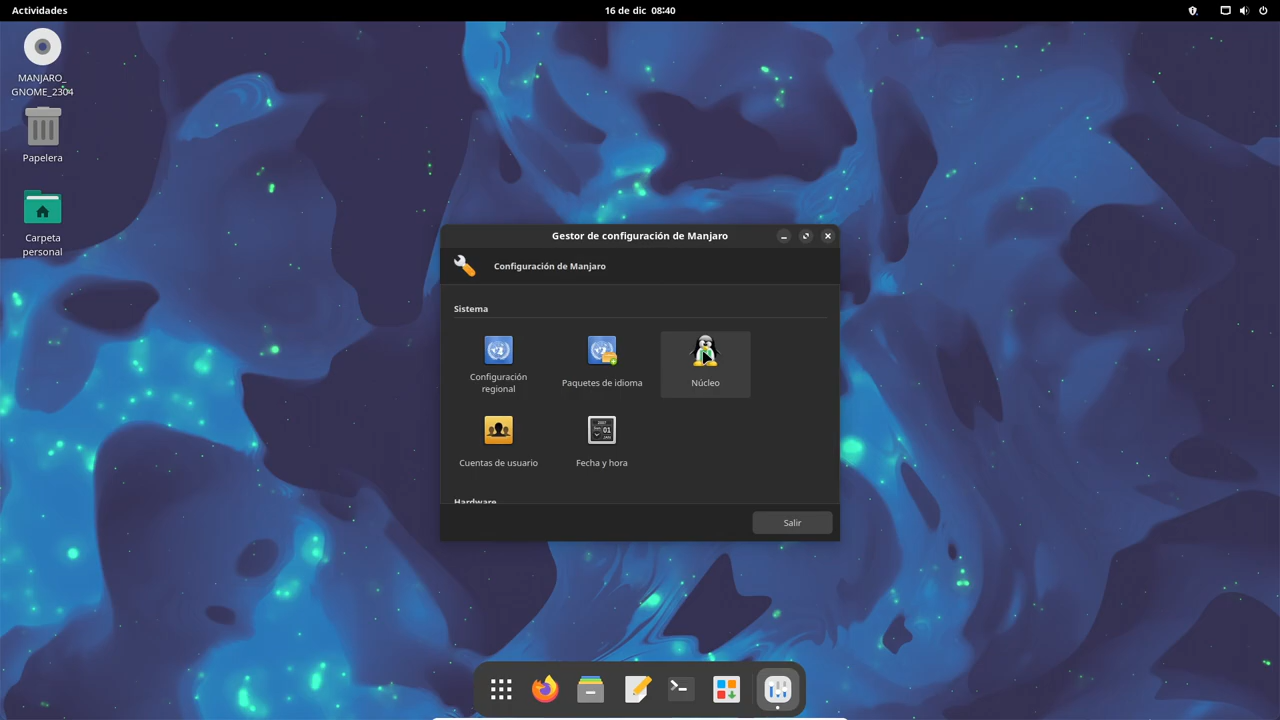 Actividades
16 de dic 08:40
MANJARO_
GNOME_2304
Papelera
Carpeta
personal
Gestor de configuración de Manjaro
Configuración de Manjaro
Sistema
Configuración
regional
Paquetes de idioma
Núcleo
Cuentas de usuario
Fecha y hora
Hardware
Salir